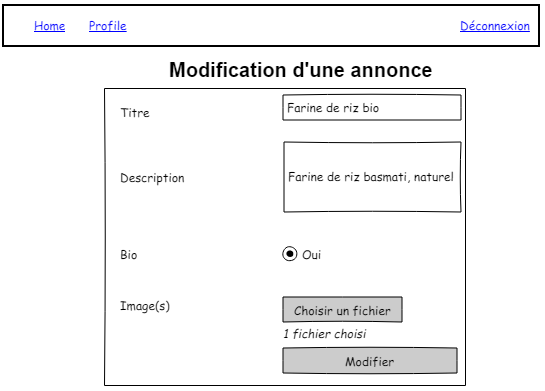 Home Profile Déconnexion
Modification d'une annonce
Titre Farine de riz bio
Description Farine de riz basmati, naturel
Bio Oui
Image(s) Choisir un fichier
1 fichier choisi
Modifier